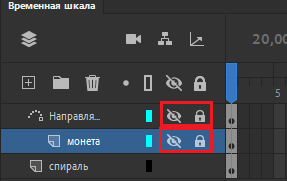 Временная шкала
20,00
5
Направля...
монета
спираль